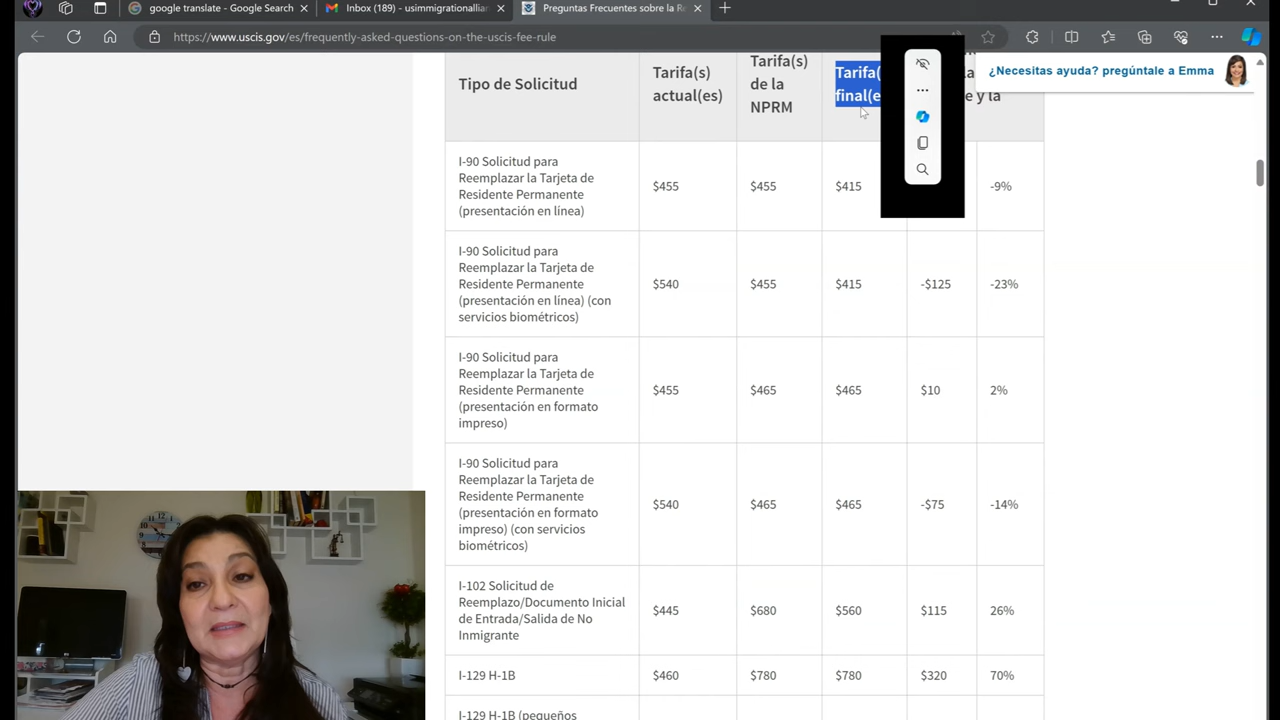 google translate - Google Search
Inbox (189) - usimmigrationallian
Preguntas Frecuentes sobre la Re
https://www.uscis.gov/es/frequently-asked-questions-on-the-uscis-fee-rule
¿Necesitas ayuda? pregúntale a Emma
Tipo de Solicitud
Tarifa(s)
actual(es)
Tarifa(s)
de la
NPRM
Tarifa(
final(e
e y la
I-90 Solicitud para
Reemplazar la Tarjeta de
Residente Permanente
(presentación en línea)
$455
$455
$415
-9%
I-90 Solicitud para
Reemplazar la Tarjeta de
Residente Permanente
(presentación en línea) (con
servicios biométricos)
$540
$455
$415
-$125
-23%
I-90 Solicitud para
Reemplazar la Tarjeta de
Residente Permanente
(presentación en formato
impreso)
$455
$465
$465
$10
2%
I-90 Solicitud para
Reemplazar la Tarjeta de
Residente Permanente
(presentación en formato
impreso) (con servicios
biométricos)
$540
$465
$465
-$75
-14%
I-102 Solicitud de
Reemplazo/Documento Inicial
de Entrada/Salida de No
Inmigrante
$445
$680
$560
$115
26%
I-129 H-1B
$460
$780
$780
$320
70%
I-129 H-1B (pequeños